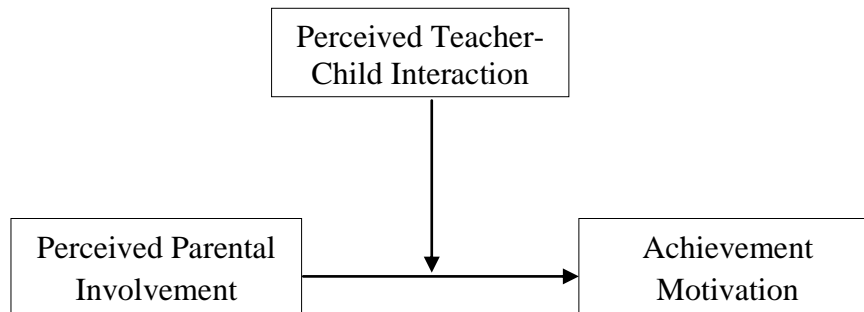 Perceived Teacher-
Child Interaction
Perceived Parental
Involvement
Achievement
Motivation